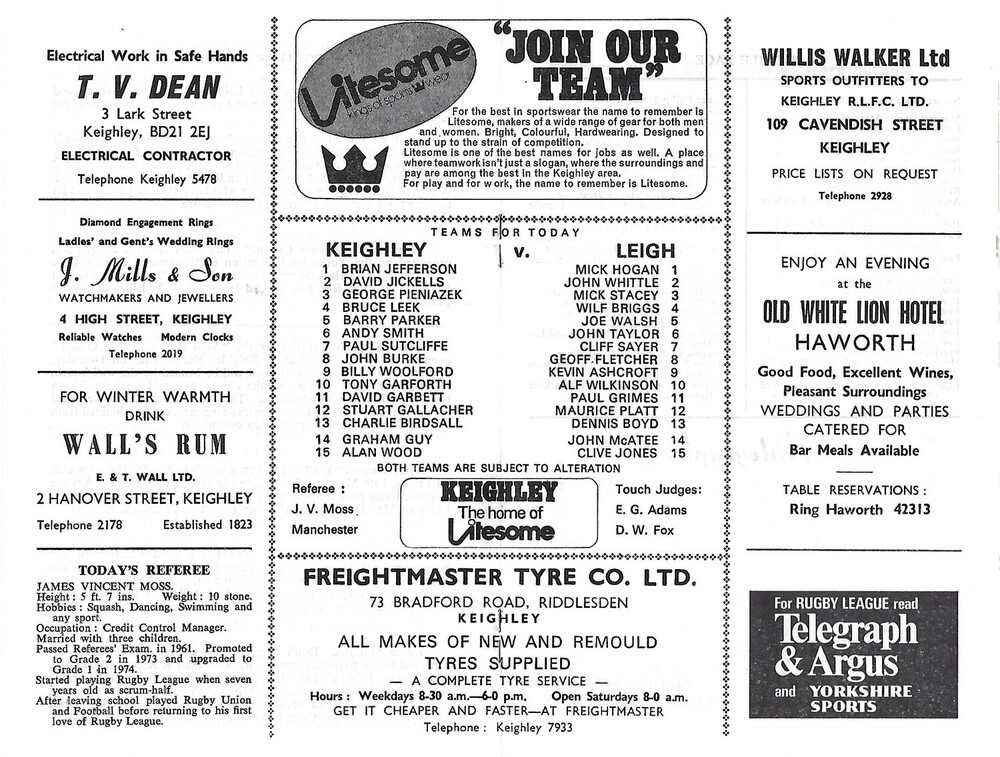 Electrical Work in Safe Hands
T. V. DEAN
3 Lark Street
Keighley, BD21 2EJ
ELECTRICAL CONTRACTOR
Telephone Keighley 5478
Diamond Engagement Rings
Ladies' and Gent's Wedding Rings
J. Mills & Son
WATCHMAKERS AND JEWELLERS
4 HIGH STREET, KEIGHLEY
Reliable Watches Modern Clocks
Telephone 2019
FOR WINTER WARMTH
DRINK
WALL'S RUM
E. & T. WALL LTD.
2 HANOVER STREET, KEIGHLEY
Telephone 2178 Established 1823
TODAY'S REFEREE
JAMES VINCENT MOSS.
Height : 5 ft. 7 ins. Weight : 10 stone.
Hobbies : Squash, Dancing, Swimming and
any sport.
Occupation : Credit Control Manager.
Married with three children.
Passed Referees' Exam. in 1961. Promoted
to Grade 2 in 1973 and upgraded to
Grade 1 in 1974.
Started playing Rugby League when seven
years old as scrum-half.
After leaving school played Rugby Union
and Football before returning to his first
love of Rugby League.
Litesome
kings of sports wear
"JOIN OUR
TEAM"
For the best in sportswear the name to remember is
Litesome, makers of a wide range of gear for both men
and women. Bright, Colourful, Hardwearing. Designed to
stand up to the strain of competition.
Litesome is one of the best names for jobs as well. A place
where teamwork isn't just a slogan, where the surroundings and
pay are among the best in the Keighley area.
For play and for work, the name to remember is Litesome.
TEAMS FOR TODAY
KEIGHLEY v. LEIGH
1 BRIAN JEFFERSON MICK HOGAN 1
2 DAVID JICKELLS JOHN WHITTLE 2
3 GEORGE PIENIAZEK MICK STACEY 3
4 BRUCE LEEK WILF BRIGGS 4
5 BARRY PARKER JOE WALSH 5
6 ANDY SMITH JOHN TAYLOR 6
7 PAUL SUTCLIFFE CLIFF SAYER 7
8 JOHN BURKE GEOFF FLETCHER 8
9 BILLY WOOLFORD KEVIN ASHCROFT 9
10 TONY GARFORTH ALF WILKINSON 10
11 DAVID GARBETT PAUL GRIMES 11
12 STUART GALLACHER MAURICE PLATT 12
13 CHARLIE BIRDSALL DENNIS BOYD 13
14 GRAHAM GUY JOHN McATEE 14
15 ALAN WOOD CLIVE JONES 15
BOTH TEAMS ARE SUBJECT TO ALTERATION
Referee :
J. V. Moss
Manchester
KEIGHLEY
The home of
Litesome
Touch Judges:
E. G. Adams
D. W. Fox
FREIGHTMASTER TYRE CO. LTD.
73 BRADFORD ROAD, RIDDLESDEN
KEIGHLEY
ALL MAKES OF NEW AND REMOULD
TYRES SUPPLIED
— A COMPLETE TYRE SERVICE —
Hours : Weekdays 8-30 a.m.—6-0 p.m. Open Saturdays 8-0 a.m.
GET IT CHEAPER AND FASTER—AT FREIGHTMASTER
Telephone : Keighley 7933
WILLIS WALKER Ltd
SPORTS OUTFITTERS TO
KEIGHLEY R.L.F.C. LTD.
109 CAVENDISH STREET
KEIGHLEY
PRICE LISTS ON REQUEST
Telephone 2928
ENJOY AN EVENING
at the
OLD WHITE LION HOTEL
HAWORTH
Good Food, Excellent Wines,
Pleasant Surroundings
WEDDINGS AND PARTIES
CATERED FOR
Bar Meals Available
TABLE RESERVATIONS :
Ring Haworth 42313
For RUGBY LEAGUE read
Telegraph
& Argus
and YORKSHIRE
SPORTS